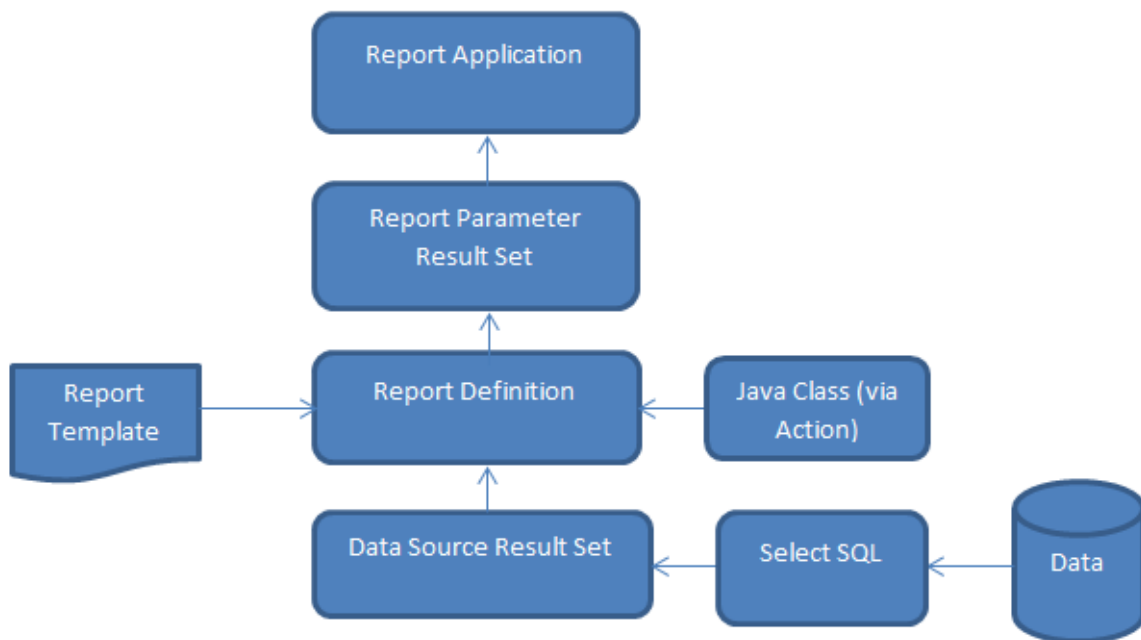 Report Application
Report Parameter
Result Set
Report
Template
Report Definition
Java Class (via
Action)
Data Source Result Set
Select SQL
Data